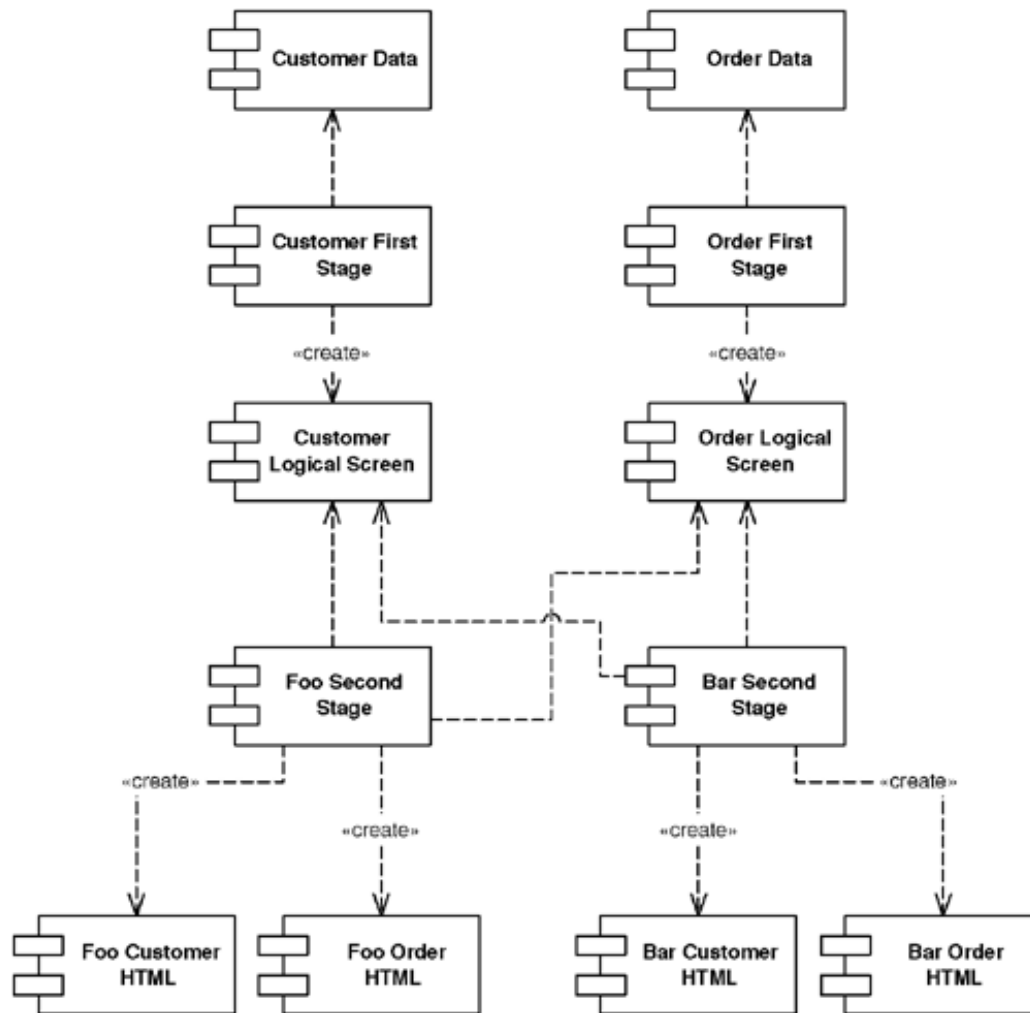 Customer Data
Order Data
Customer First
Stage
Order First
Stage
«create»
«create»
Customer
Logical Screen
Order Logical
Screen
Foo Second
Stage
Bar Second
Stage
«create»
«create»
«create»
«create»
Foo Customer
HTML
Foo Order
HTML
Bar Customer
HTML
Bar Order
HTML